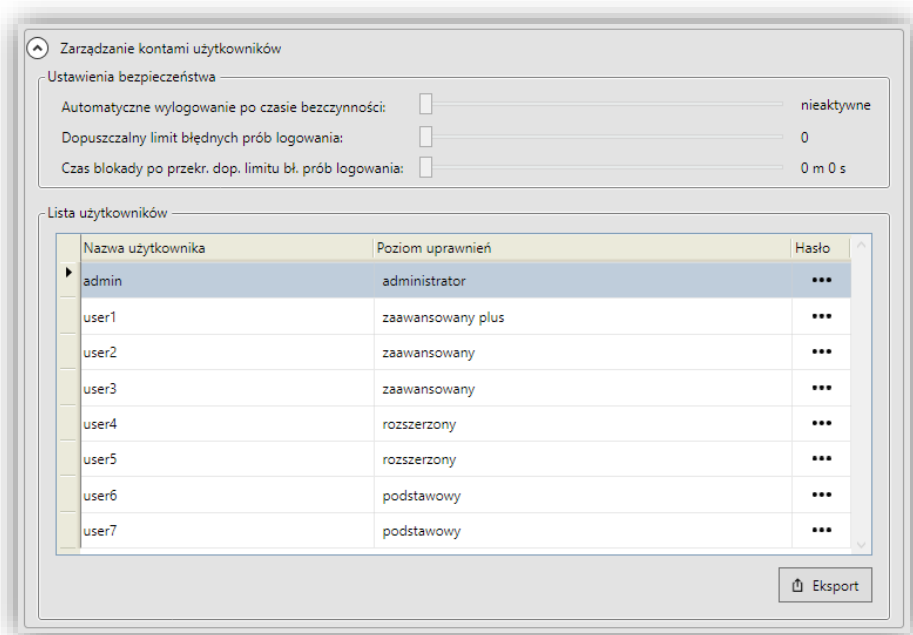 Zarządzanie kontami użytkowników
Ustawienia bezpieczeństwa
Automatyczne wylogowanie po czasie bezczynności: nieaktywne
Dopuszczalny limit błędnych prób logowania: 0
Czas blokady po przekr. dop. limitu bł. prób logowania: 0 m 0 s
Lista użytkowników
Nazwa użytkownika Poziom uprawnień Hasło
admin administrator •••
user1 zaawansowany plus •••
user2 zaawansowany •••
user3 zaawansowany •••
user4 rozszerzony •••
user5 rozszerzony •••
user6 podstawowy •••
user7 podstawowy •••
Eksport